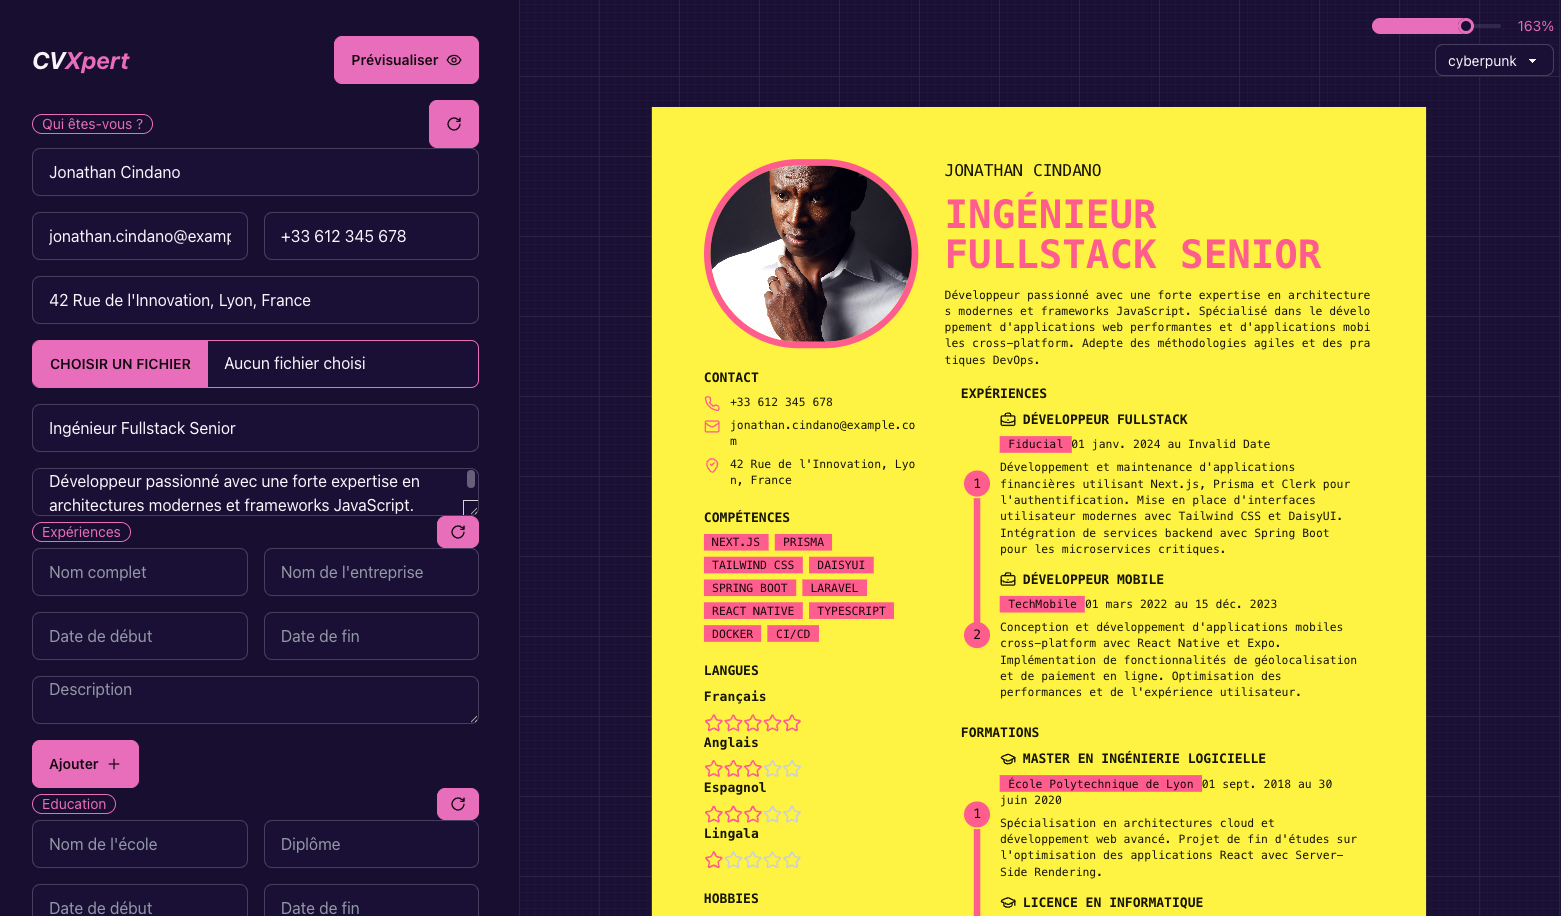 CVXpert
Prévisualiser
Qui êtes-vous ?
Jonathan Cindano
jonathan.cindano@examp
+33 612 345 678
42 Rue de l'Innovation, Lyon, France
CHOISIR UN FICHIER
Aucun fichier choisi
Ingénieur Fullstack Senior
Développeur passionné avec une forte expertise en
architectures modernes et frameworks JavaScript.
Expériences
Nom complet
Nom de l'entreprise
Date de début
Date de fin
Description
Ajouter
Education
Nom de l'école
Diplôme
Date de début
Date de fin
163%
cyberpunk
CONTACT
+33 612 345 678
jonathan.cindano@example.co
m
42 Rue de l'Innovation, Lyo
n, France
COMPÉTENCES
NEXT.JS PRISMA
TAILWIND CSS DAISYUI
SPRING BOOT LARAVEL
REACT NATIVE TYPESCRIPT
DOCKER CI/CD
LANGUES
Français
Anglais
Espagnol
Lingala
HOBBIES
JONATHAN CINDANO
INGÉNIEUR
FULLSTACK SENIOR
Développeur passionné avec une forte expertise en architecture
s modernes et frameworks JavaScript. Spécialisé dans le dévelo
ppement d'applications web performantes et d'applications mobi
les cross-platform. Adepte des méthodologies agiles et des pra
tiques DevOps.
EXPÉRIENCES
DÉVELOPPEUR FULLSTACK
Fiducial 01 janv. 2024 au Invalid Date
1
Développement et maintenance d'applications
financières utilisant Next.js, Prisma et Clerk pour
l'authentification. Mise en place d'interfaces
utilisateur modernes avec Tailwind CSS et DaisyUI.
Intégration de services backend avec Spring Boot
pour les microservices critiques.
DÉVELOPPEUR MOBILE
TechMobile 01 mars 2022 au 15 déc. 2023
2
Conception et développement d'applications mobiles
cross-platform avec React Native et Expo.
Implémentation de fonctionnalités de géolocalisation
et de paiement en ligne. Optimisation des
performances et de l'expérience utilisateur.
FORMATIONS
MASTER EN INGÉNIERIE LOGICIELLE
École Polytechnique de Lyon 01 sept. 2018 au 30
juin 2020
1
Spécialisation en architectures cloud et
développement web avancé. Projet de fin d'études sur
l'optimisation des applications React avec Server-
Side Rendering.
LICENCE EN INFORMATIQUE